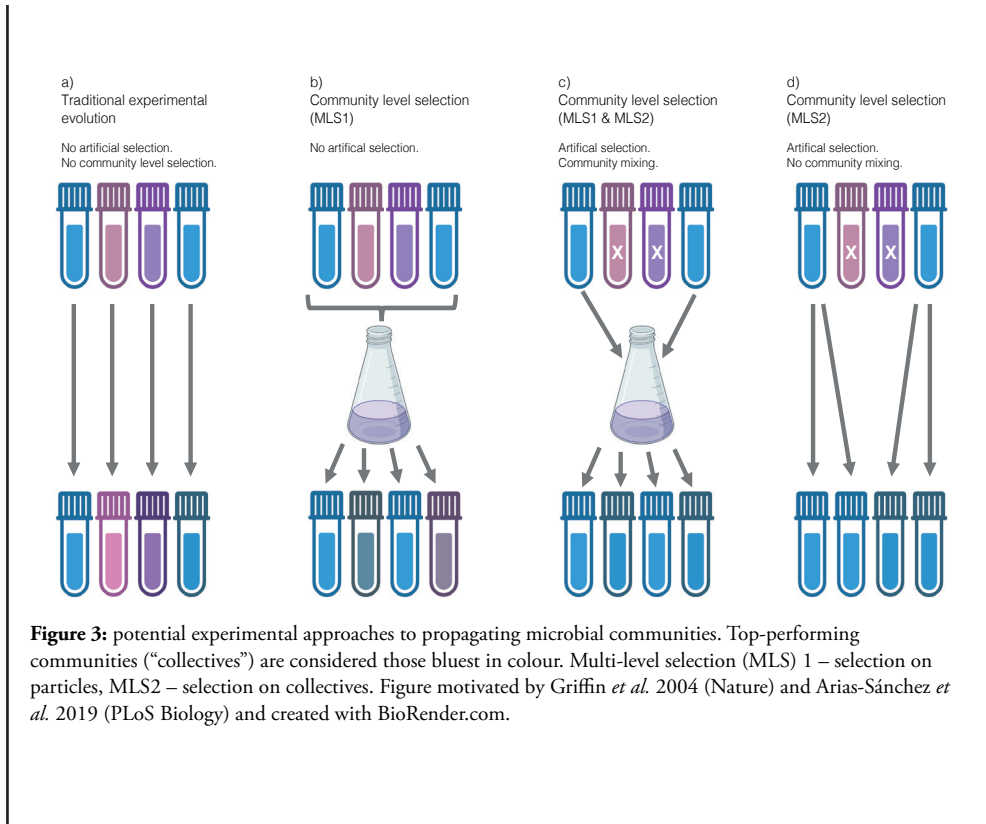 a)
Traditional experimental
evolution
No artificial selection.
No community level selection.
b)
Community level selection
(MLS1)
No artifical selection.
c)
Community level selection
(MLS1 & MLS2)
Artifical selection.
Community mixing.
d)
Community level selection
(MLS2)
Artifical selection.
No community mixing.
X
X
X
X
Figure 3: potential experimental approaches to propagating microbial communities. Top-performing
communities (“collectives”) are considered those bluest in colour. Multi-level selection (MLS) 1 – selection on
particles, MLS2 – selection on collectives. Figure motivated by Griffin et al. 2004 (Nature) and Arias-Sánchez et
al. 2019 (PLoS Biology) and created with BioRender.com.